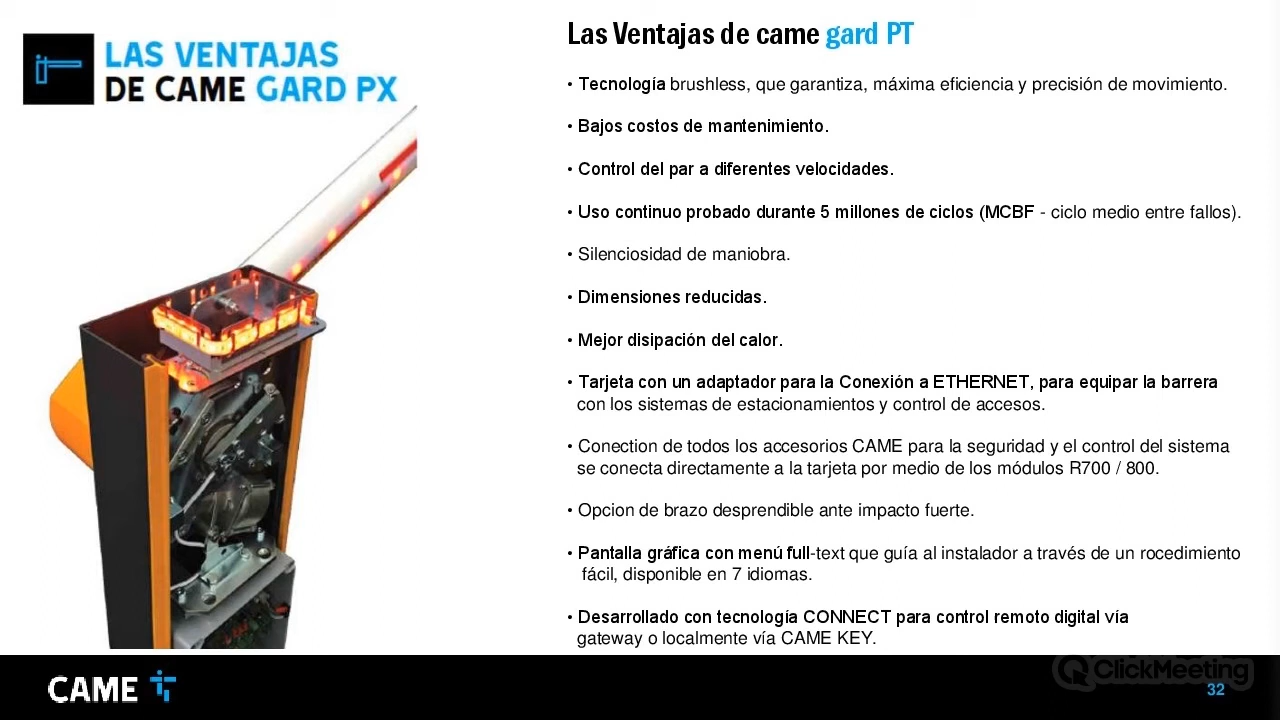 LAS VENTAJAS
DE CAME GARD PX
Las Ventajas de came gard PT
• Tecnología brushless, que garantiza, máxima eficiencia y precisión de movimiento.
• Bajos costos de mantenimiento.
• Control del par a diferentes velocidades.
• Uso continuo probado durante 5 millones de ciclos (MCBF - ciclo medio entre fallos).
• Silenciosidad de maniobra.
• Dimensiones reducidas.
• Mejor disipación del calor.
• Tarjeta con un adaptador para la Conexión a ETHERNET, para equipar la barrera
con los sistemas de estacionamientos y control de accesos.
• Conection de todos los accesorios CAME para la seguridad y el control del sistema
se conecta directamente a la tarjeta por medio de los módulos R700 / 800.
• Opcion de brazo desprendible ante impacto fuerte.
• Pantalla gráfica con menú full-text que guía al instalador a través de un rocedimiento
fácil, disponible en 7 idiomas.
• Desarrollado con tecnología CONNECT para control remoto digital vía
gateway o localmente vía CAME KEY.
CAME
ClickMeeting
32